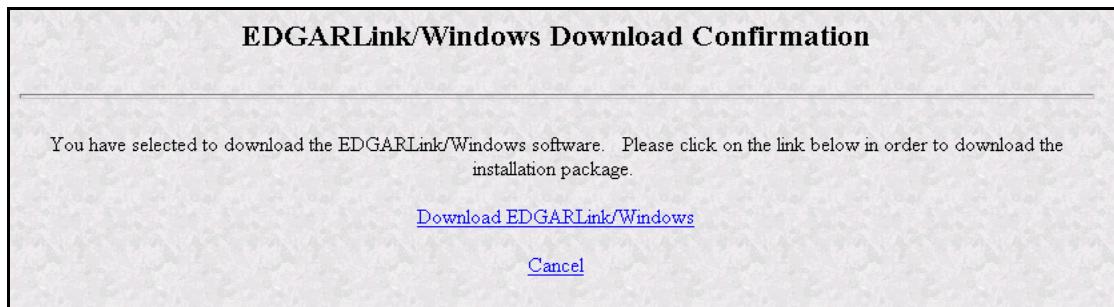 EDGARLink/Windows Download Confirmation
You have selected to download the EDGARLink/Windows software. Please click on the link below in order to download the
installation package.
Download EDGARLink/Windows
Cancel